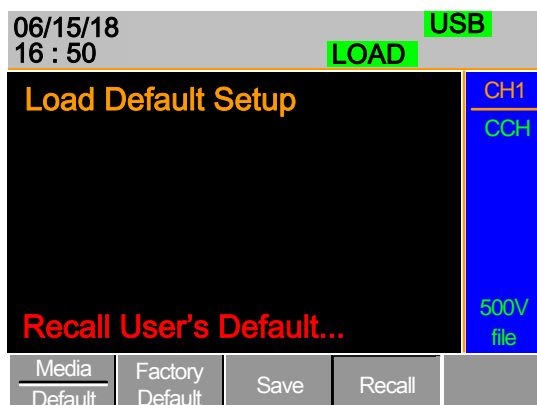 06/15/18
USB
16 : 50
LOAD
Load Default Setup
CH1
CCH
Recall User's Default...
500V
file
Media
Default
Factory
Default
Save
Recall